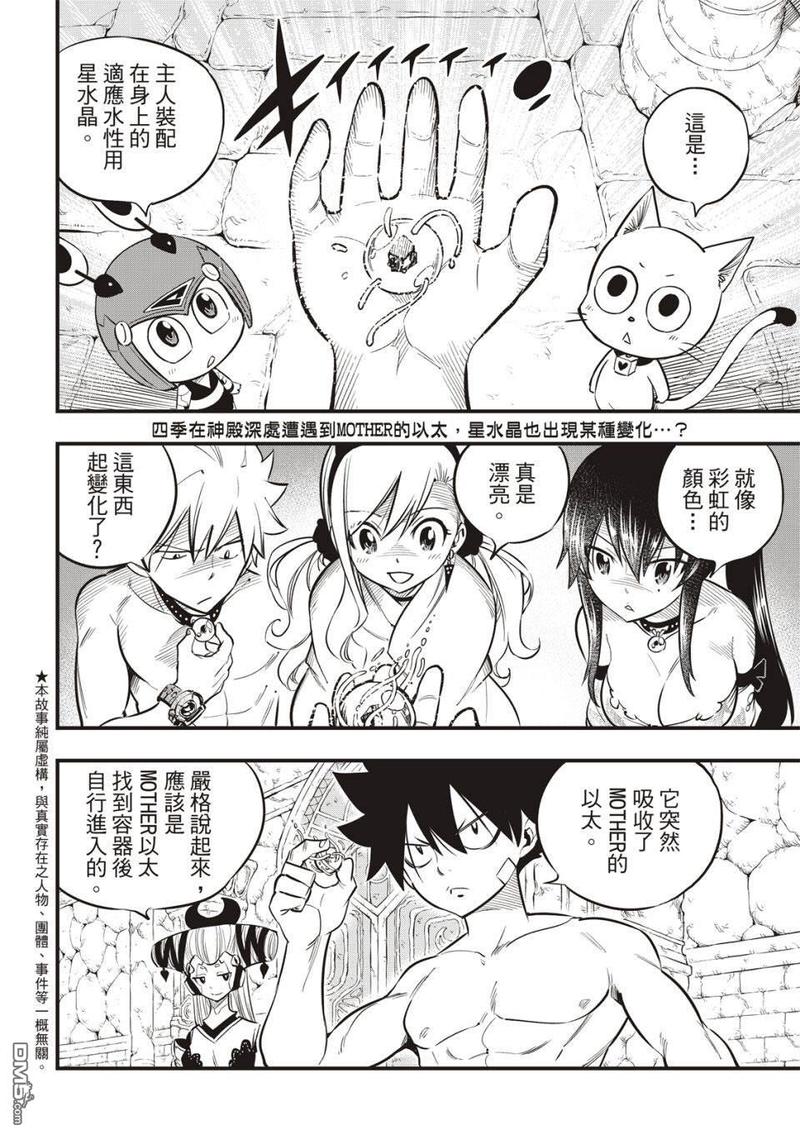 這是…
主人裝配
在身上的
適應水性用
星水晶。
四季在神殿深處遭遇到MOTHER的以太，星水晶也出現某種變化…？
就像
彩虹的
顏色…
真是
漂亮。
這東西
起變化了？
它突然
吸收了
MOTHER的
以太。
嚴格說起來，
應該是
MOTHER以太
找到容器後
自行進入的。
★本故事純屬虛構，與真實存在之人物、團體、事件等一概無關。
DM5.com